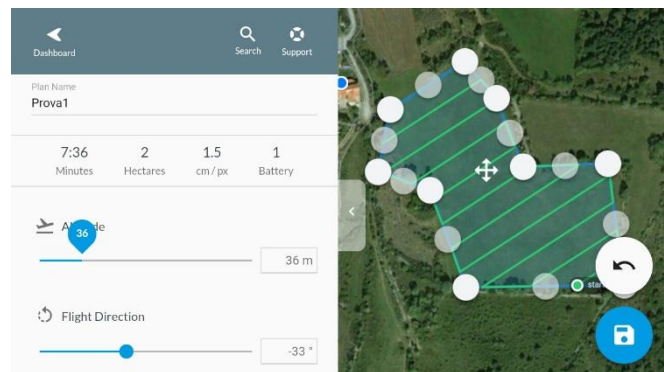 Dashboard
Search
Support
Plan Name
Prova1
7:36
2
1.5
1
Minutes
Hectares
cm / px
Battery
36
36 m
Flight Direction
-33 °